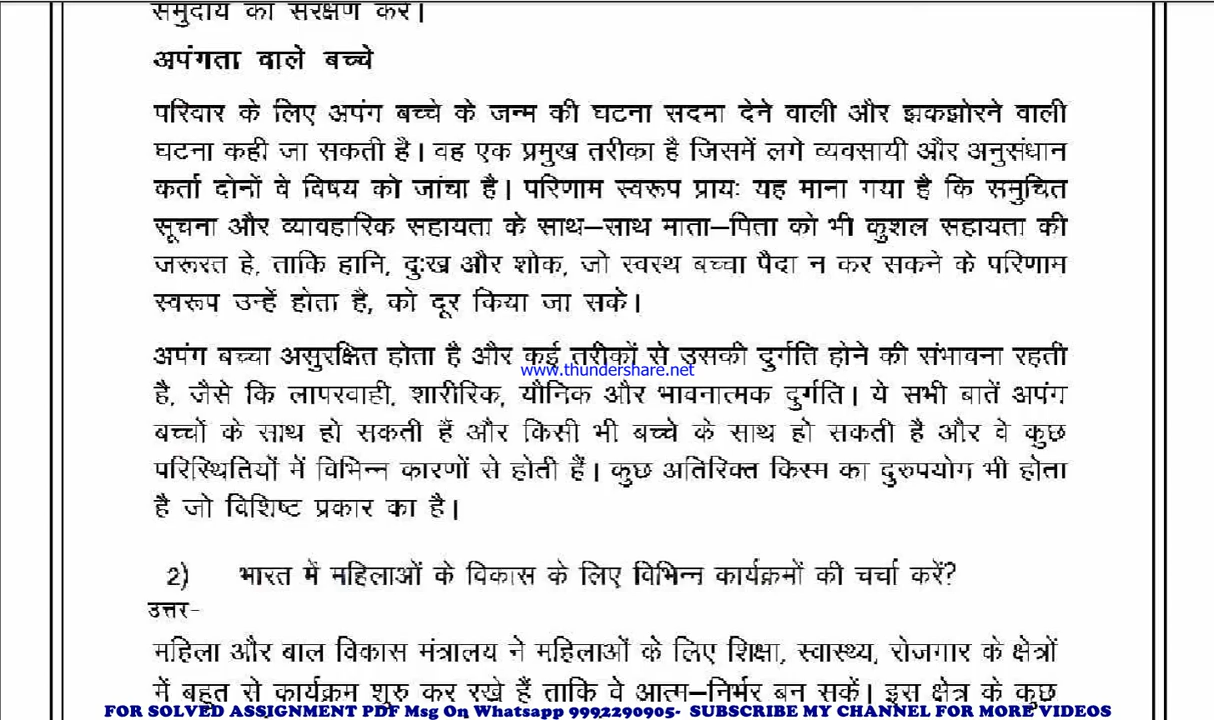 समुदाय का संरक्षण करें।
अपंगता वाले बच्चे
परिवार के लिए अपंग बच्चे के जन्म की घटना सदमा देने वाली और झकझोरने वाली
घटना कही जा सकती है। वह एक प्रमुख तरीका है जिसमें लगे व्यवसायी और अनुसंधान
कर्ता दोनों वे विषय को जांचा है। परिणाम स्वरूप प्रायः यह माना गया है कि समुचित
सूचना और व्यावहारिक सहायता के साथ–साथ माता–पिता को भी कुशल सहायता की
जरूरत हे, ताकि हानि, दुःख और शोक, जो स्वस्थ बच्चा पैदा न कर सकने के परिणाम
स्वरूप उन्हें होता है, को दूर किया जा सके।
अपंग बच्चा असुरक्षित होता है और कई तरीकों से उसकी दुर्गति होने की संभावना रहती
www.thundershare.net
है, जैसे कि लापरवाही, शारीरिक, यौनिक और भावनात्मक दुर्गति। ये सभी बातें अपंग
बच्चों के साथ हो सकती हैं और किसी भी बच्चे के साथ हो सकती है और वे कुछ
परिस्थितियों में विभिन्न कारणों से होती हैं। कुछ अतिरिक्त किस्म का दुरुपयोग भी होता
है जो विशिष्ट प्रकार का है।
2) भारत में महिलाओं के विकास के लिए विभिन्न कार्यक्रमों की चर्चा करें?
उत्तर-
महिला और बाल विकास मंत्रालय ने महिलाओं के लिए शिक्षा, स्वास्थ्य, रोजगार के क्षेत्रों
में बहुत से कार्यक्रम शुरु कर रखे हैं ताकि वे आत्म–निर्भर बन सकें। इस क्षेत्र के कुछ
FOR SOLVED ASSIGNMENT PDF Msg On Whatsapp 9992290905- SUBSCRIBE MY CHANNEL FOR MORE VIDEOS